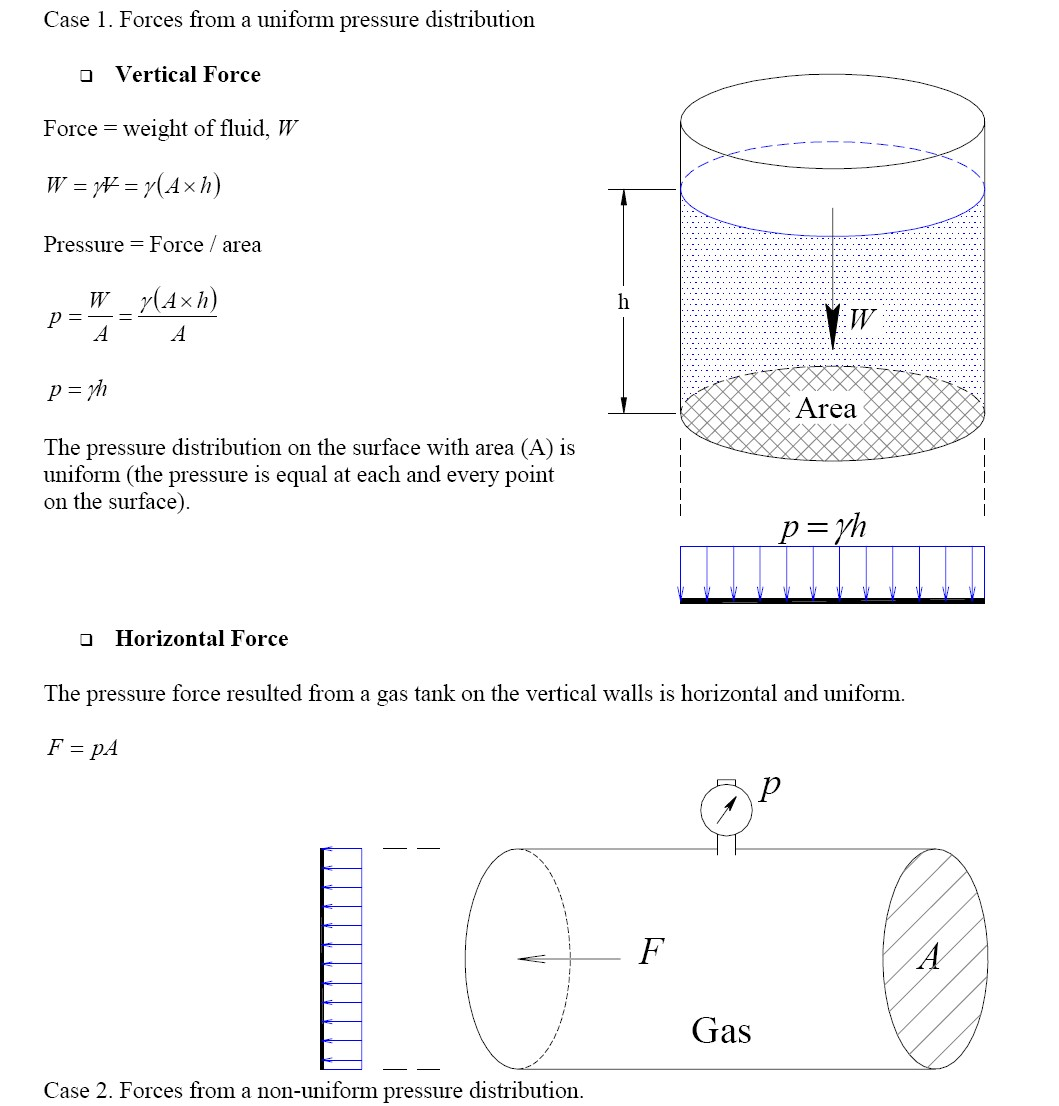 Case 1. Forces from a uniform pressure distribution
❑ Vertical Force
Force = weight of fluid, W
W = γV̶ = γ(A × h)
Pressure = Force / area
p = W/A = γ(A × h)/A
p = γh
The pressure distribution on the surface with area (A) is
uniform (the pressure is equal at each and every point
on the surface).
h
W
Area
p = γh
❑ Horizontal Force
The pressure force resulted from a gas tank on the vertical walls is horizontal and uniform.
F = pA
p
F
A
Gas
Case 2. Forces from a non-uniform pressure distribution.